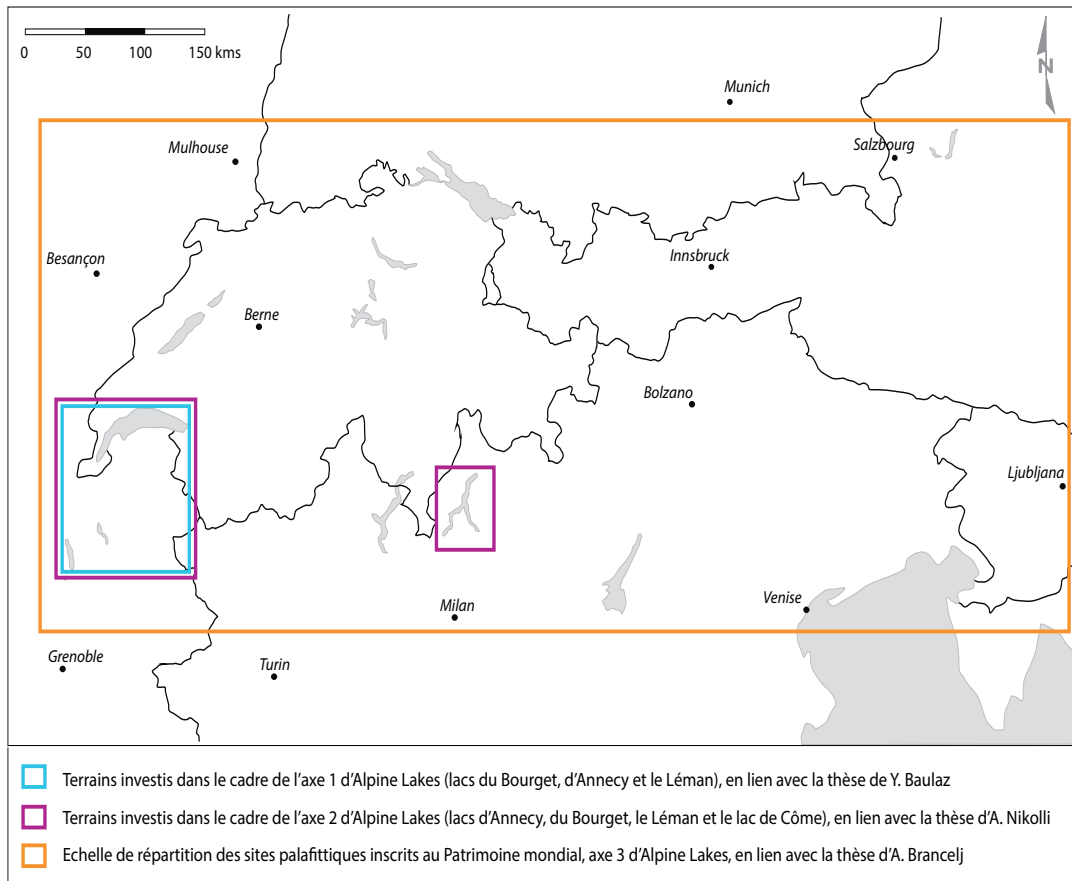 0 50 100 150 kms
N
Munich
Mulhouse
Salzbourg
Besançon
Innsbruck
Berne
Bolzano
Ljubljana
Milan
Venise
Grenoble
Turin
Terrains investis dans le cadre de l'axe 1 d'Alpine Lakes (lacs du Bourget, d'Annecy et le Léman), en lien avec la thèse de Y. Baulaz
Terrains investis dans le cadre de l'axe 2 d'Alpine Lakes (lacs d'Annecy, du Bourget, le Léman et le lac de Côme), en lien avec la thèse d'A. Nikolli
Echelle de répartition des sites palafittiques inscrits au Patrimoine mondial, axe 3 d'Alpine Lakes, en lien avec la thèse d'A. Brancelj